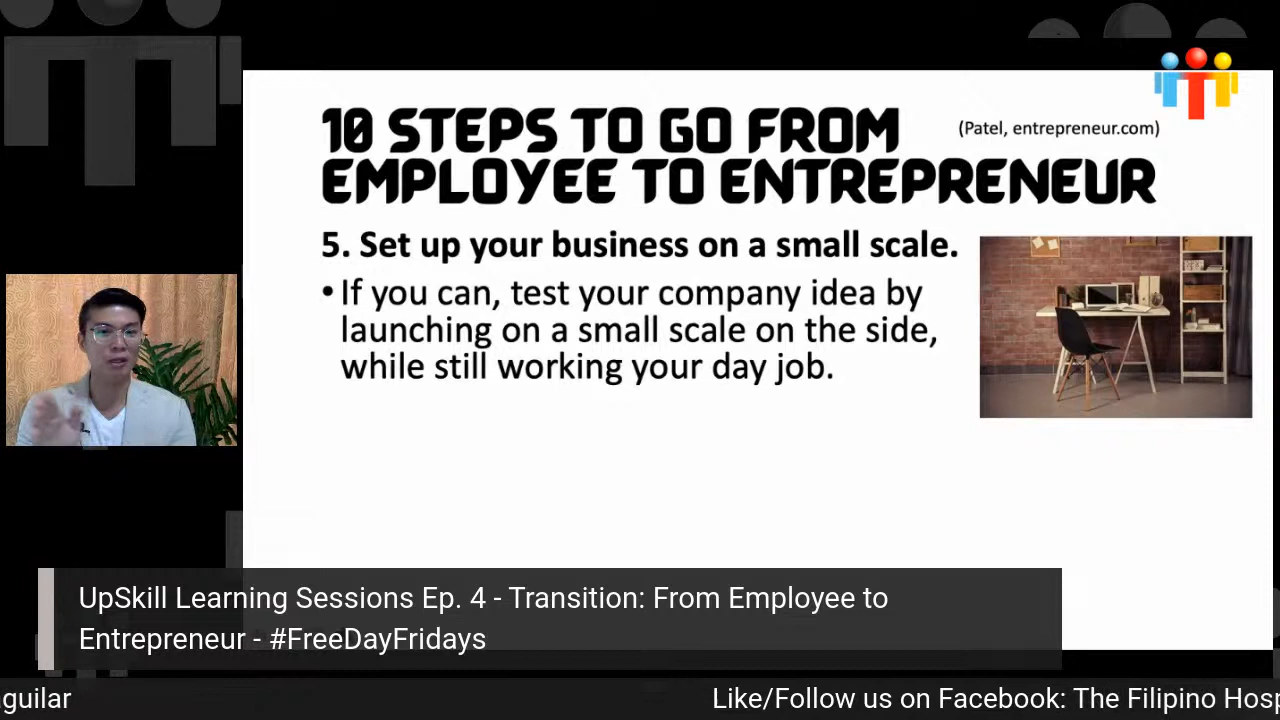 10 STEPS TO GO FROM
(Patel, entrepreneur.com)
EMPLOYEE TO ENTREPRENEUR
5. Set up your business on a small scale.
• If you can, test your company idea by
launching on a small scale on the side,
while still working your day job.
UpSkill Learning Sessions Ep. 4 - Transition: From Employee to
Entrepreneur - #FreeDayFridays
Like/Follow us on Facebook: The Filipino